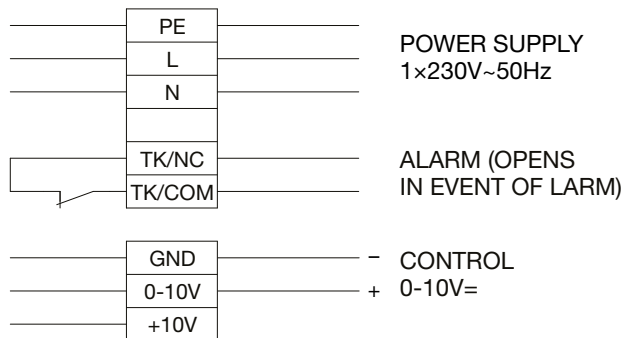 PE
L
N
POWER SUPPLY
1×230V~50Hz
TK/NC
TK/COM
ALARM (OPENS
IN EVENT OF LARM)
GND
0-10V
+10V
–
+
CONTROL
0-10V=